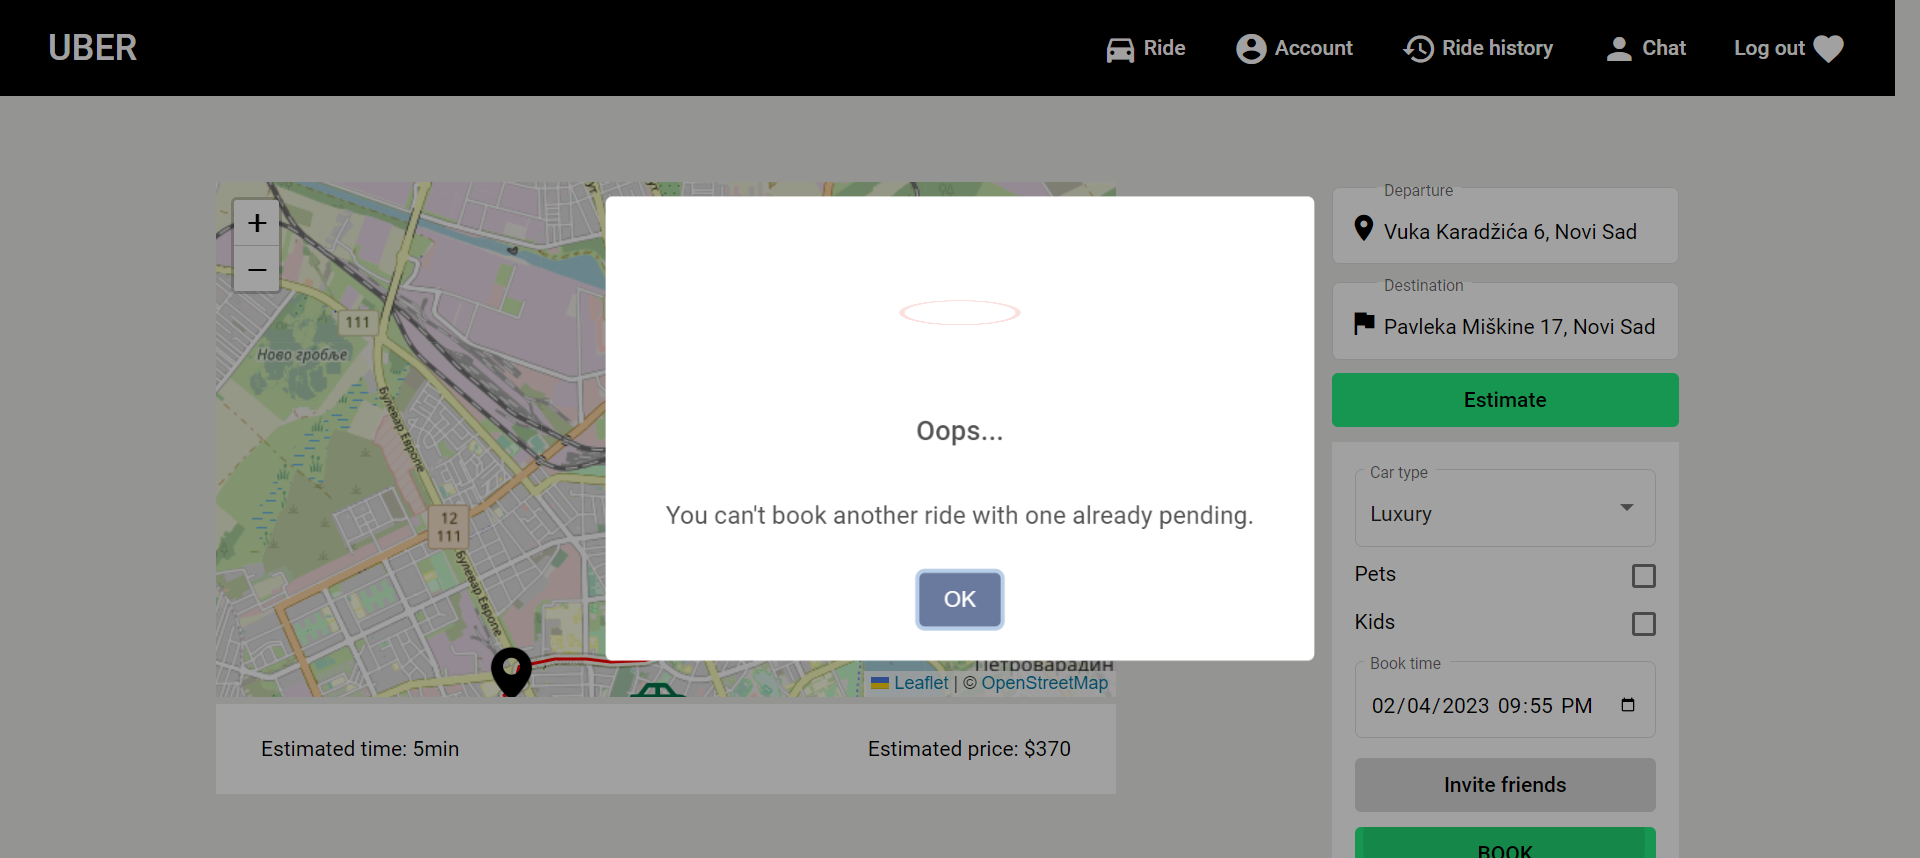 UBER
Ride
Account
Ride history
Chat
Log out
+
−
111
Ново гробље
Булевар Европе
12
111
Булевар Европе
Петроварадин
Leaflet | © OpenStreetMap
Estimated time: 5min
Estimated price: $370
Oops...
You can't book another ride with one already pending.
OK
Departure
Vuka Karadžića 6, Novi Sad
Destination
Pavleka Miškine 17, Novi Sad
Estimate
Car type
Luxury
Pets
Kids
Book time
02/04/2023 09:55 PM
Invite friends
BOOK